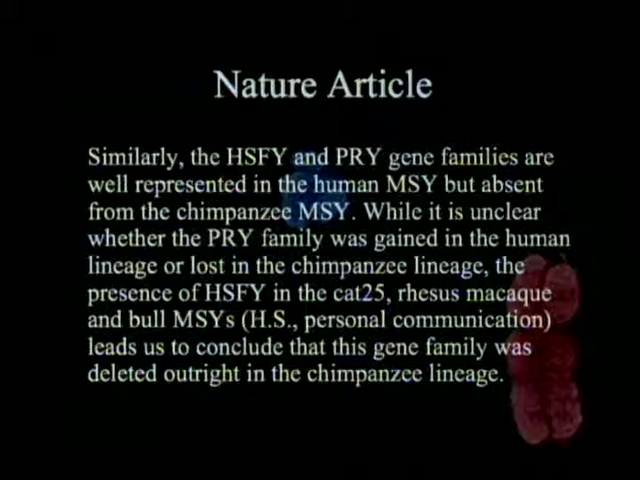 Nature Article
Similarly, the HSFY and PRY gene families are
well represented in the human MSY but absent
from the chimpanzee MSY. While it is unclear
whether the PRY family was gained in the human
lineage or lost in the chimpanzee lineage, the
presence of HSFY in the cat25, rhesus macaque
and bull MSYs (H.S., personal communication)
leads us to conclude that this gene family was
deleted outright in the chimpanzee lineage.